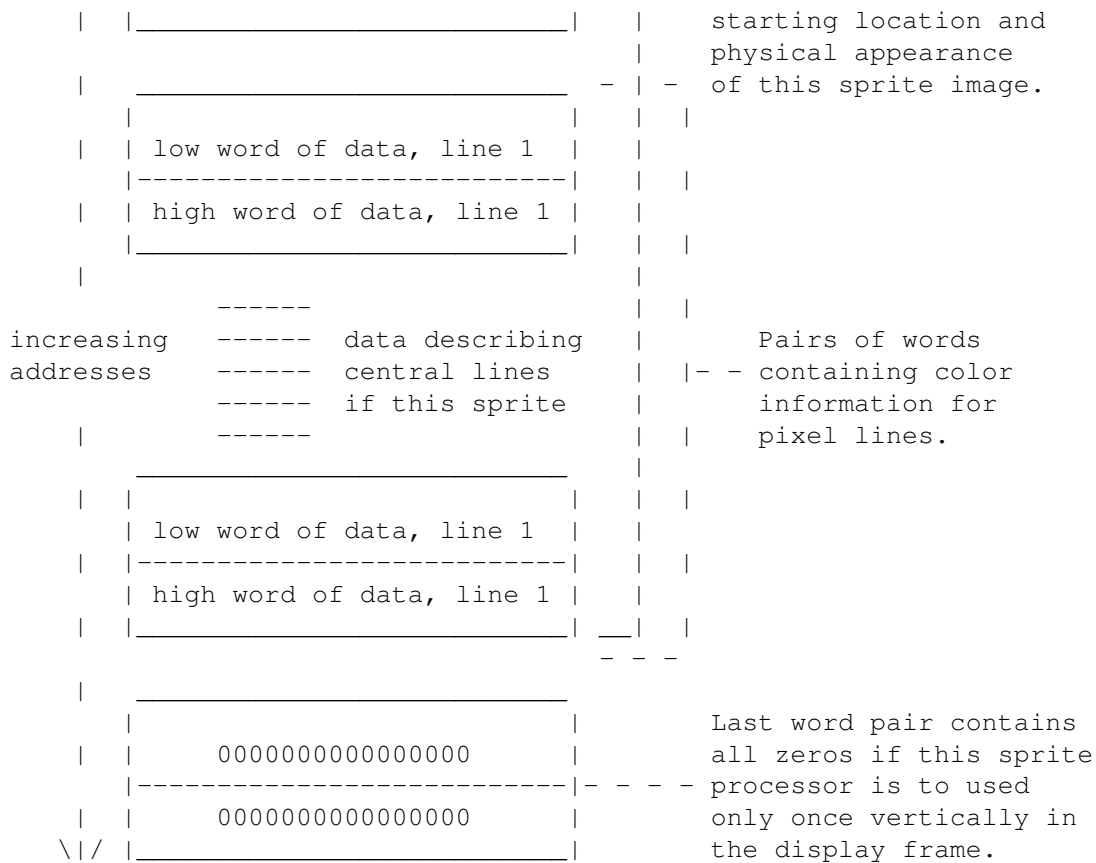 starting location and
physical appearance
of this sprite image.
low word of data, line 1
high word of data, line 1
increasing ------ data describing Pairs of words
addresses ------ central lines containing color
------ if this sprite information for
------ pixel lines.
low word of data, line 1
high word of data, line 1
Last word pair contains
0000000000000000 all zeros if this sprite
processor is to used
0000000000000000 only once vertically in
the display frame.